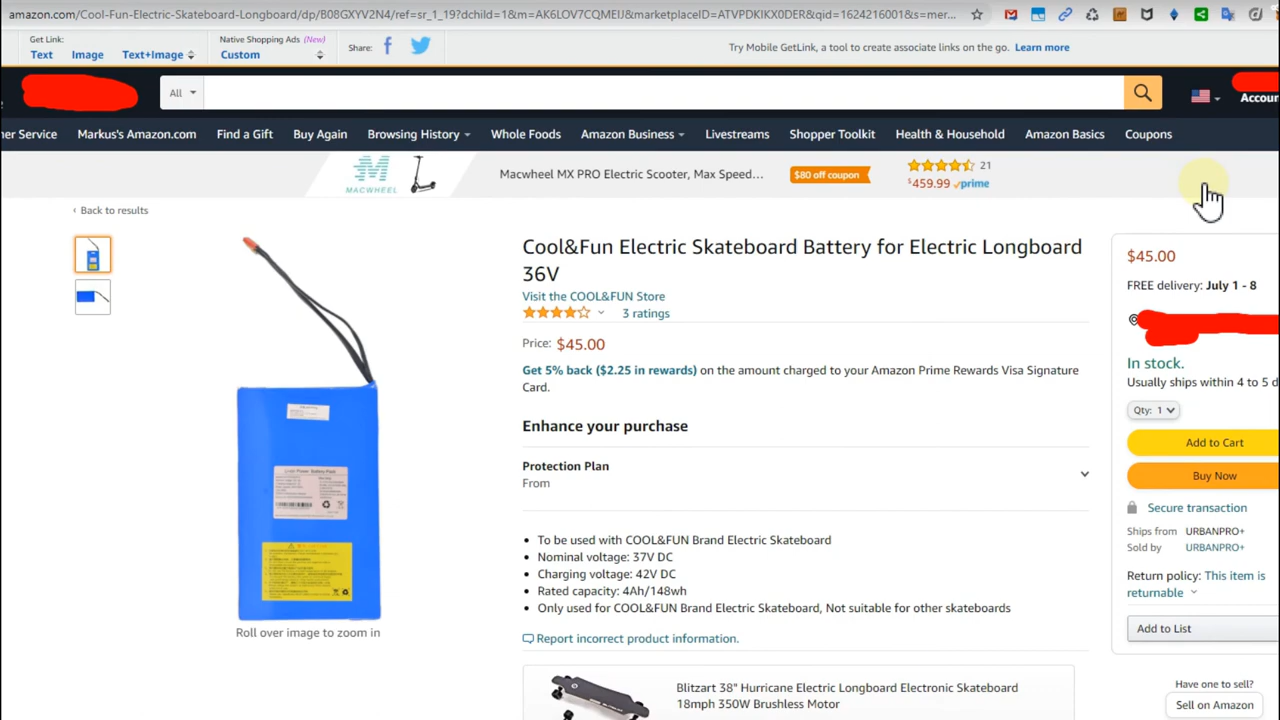 amazon.com/Cool-Fun-Electric-Skateboard-Longboard/dp/B08GXYV2N4/ref=sr_1_19?dchild=1&m=AK6LOV7CQMEIJ&marketplaceID=ATVPDKIKX0DER&qid=1624216001&s=mer...
Get Link:
Text Image Text+Image
Native Shopping Ads (New)
Custom
Share:
Try Mobile GetLink, a tool to create associate links on the go. Learn more
All
Accoun
er Service Markus's Amazon.com Find a Gift Buy Again Browsing History Whole Foods Amazon Business Livestreams Shopper Toolkit Health & Household Amazon Basics Coupons
MACWHEEL
Macwheel MX PRO Electric Scooter, Max Speed...
$80 off coupon
21
$459.99 prime
‹ Back to results
Cool&Fun Electric Skateboard Battery for Electric Longboard
36V
Visit the COOL&FUN Store
3 ratings
Price: $45.00
Get 5% back ($2.25 in rewards) on the amount charged to your Amazon Prime Rewards Visa Signature
Card.
Enhance your purchase
Protection Plan
From
To be used with COOL&FUN Brand Electric Skateboard
Nominal voltage: 37V DC
Charging voltage: 42V DC
Rated capacity: 4Ah/148wh
Only used for COOL&FUN Brand Electric Skateboard, Not suitable for other skateboards
Report incorrect product information.
Roll over image to zoom in
Blitzart 38" Hurricane Electric Longboard Electronic Skateboard
18mph 350W Brushless Motor
$45.00
FREE delivery: July 1 - 8
In stock.
Usually ships within 4 to 5 d
Qty: 1
Add to Cart
Buy Now
Secure transaction
Ships from URBANPRO+
Sold by URBANPRO+
Return policy: This item is
returnable
Add to List
Have one to sell?
Sell on Amazon